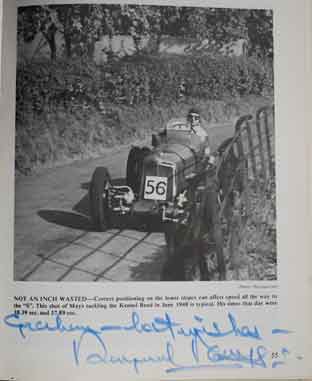 56
NOT AN INCH WASTED—Correct positioning on the lower slopes can affect speed all the way to
the "S". This shot of Mays tackling the Kennel Bend in June 1948 is typical. His times that day were
38.39 sec. and 37.89 sec.
Graham – best wishes –
55